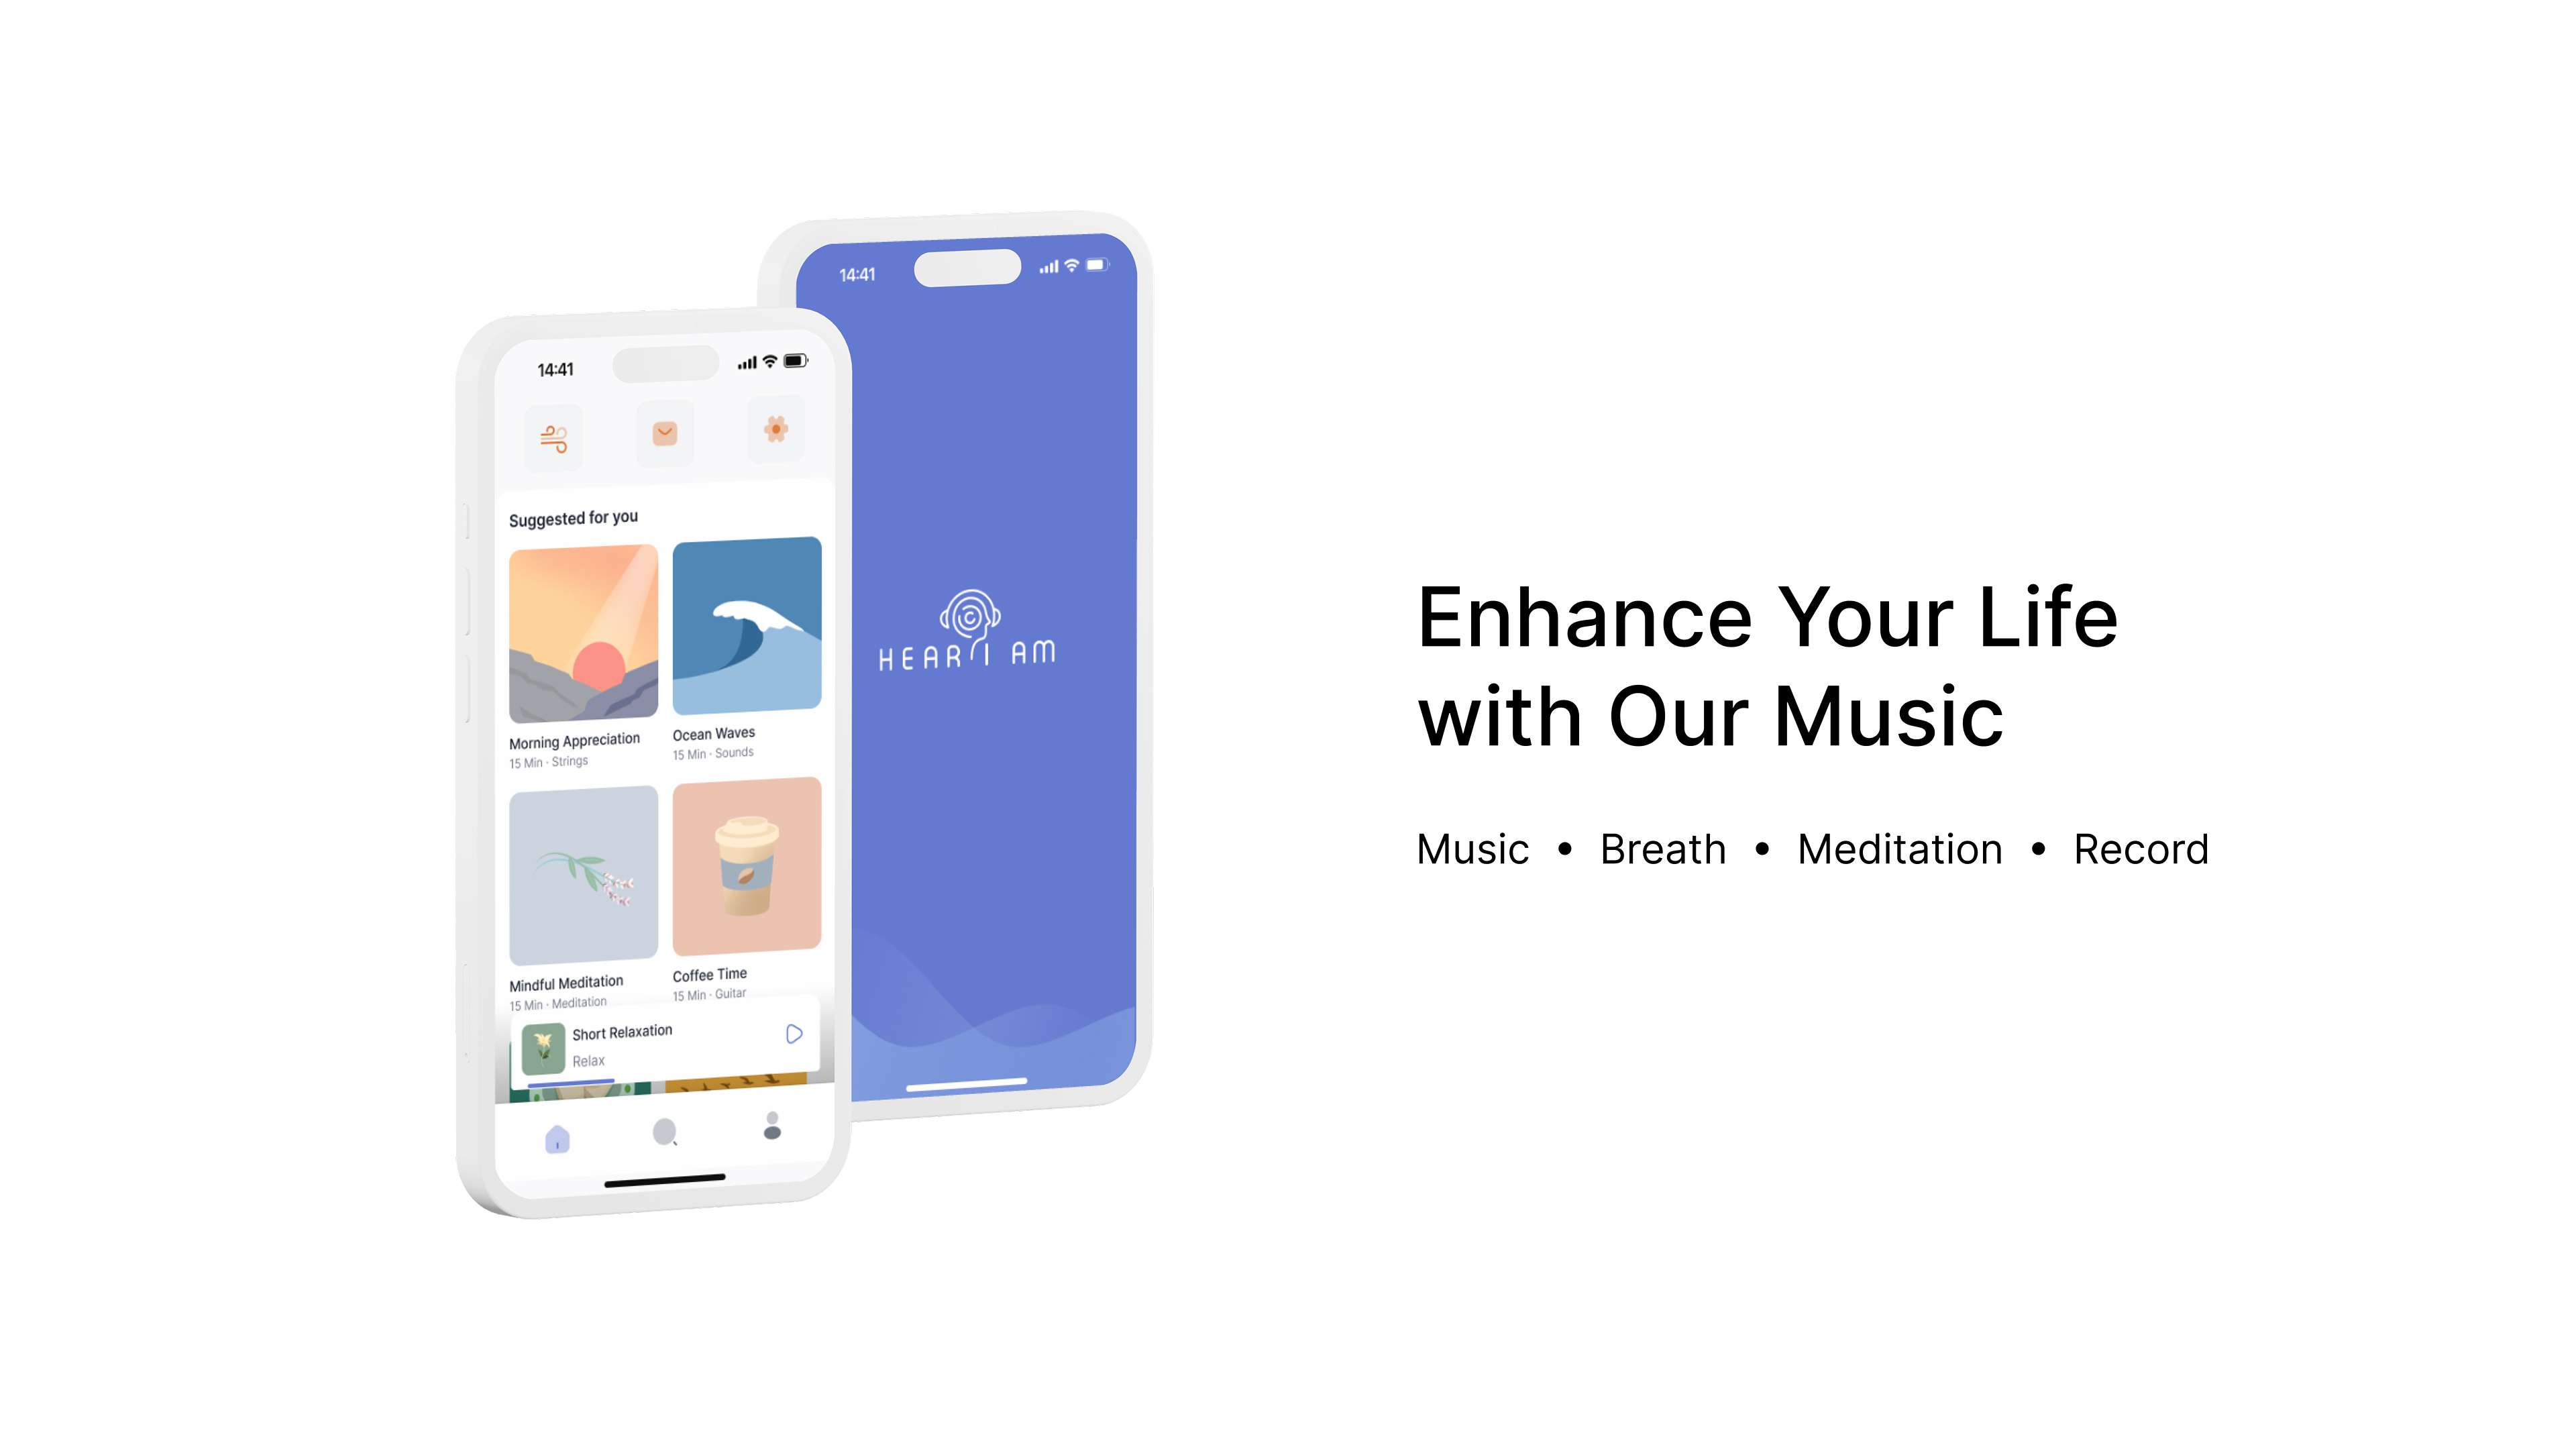 14:41
Suggested for you
Morning Appreciation
15 Min · Strings
Ocean Waves
15 Min · Sounds
Mindful Meditation
15 Min · Meditation
Coffee Time
15 Min · Guitar
Short Relaxation
Relax
14:41
HEAR I AM
Enhance Your Life
with Our Music
Music • Breath • Meditation • Record